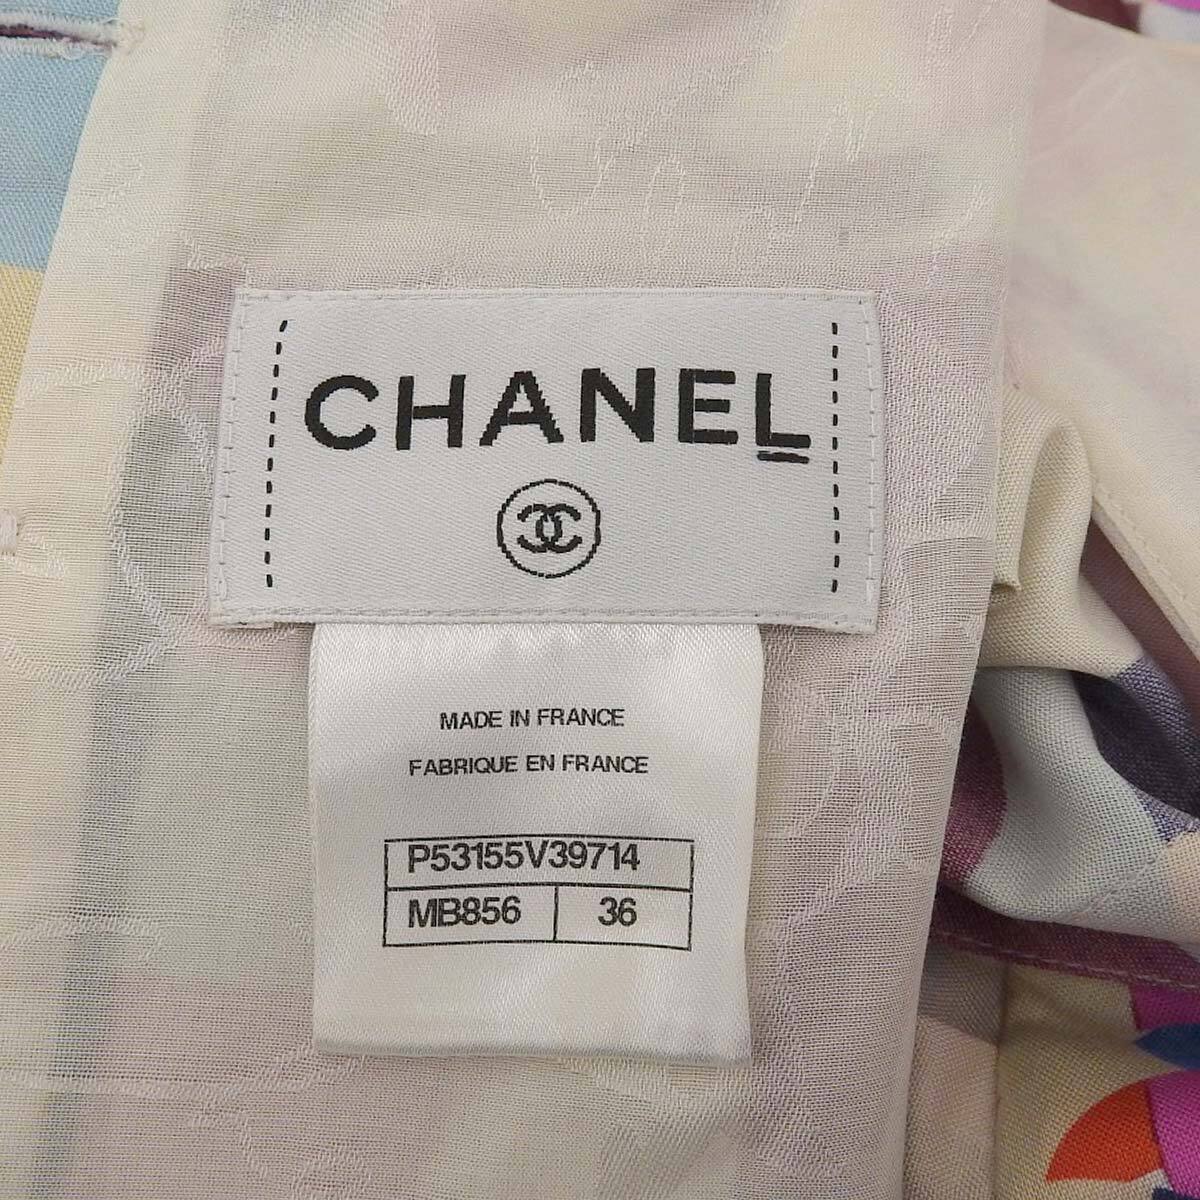 CHANEL
MADE IN FRANCE
FABRIQUE EN FRANCE
P53155V39714
MB856 36